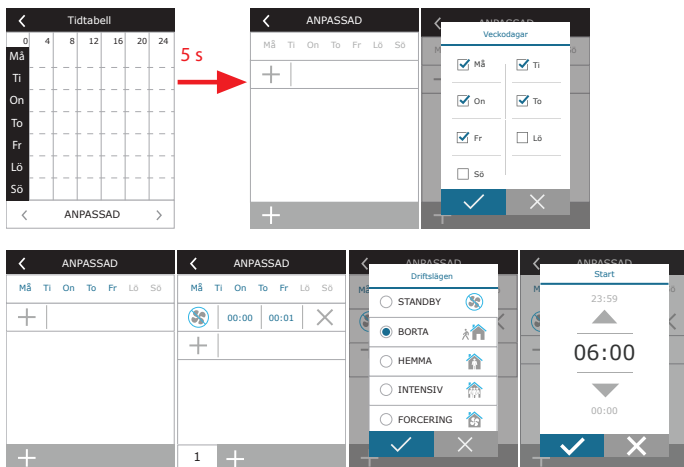 Tidtabell
0 4 8 12 16 20 24
Må
Ti
On
To
Fr
Lö
Sö
ANPASSAD
5 s
ANPASSAD
Må Ti On To Fr Lö Sö
ANPASSAD
Veckodagar
Må Ti
On To
Fr Lö
Sö
ANPASSAD
Må Ti On To Fr Lö Sö
ANPASSAD
Må Ti On To Fr Lö Sö
00:00 00:01
1
ANPASSAD
Driftslägen
STANDBY
BORTA
HEMMA
INTENSIV
FORCERING
ANPASSAD
Start
23:59
06:00
00:00